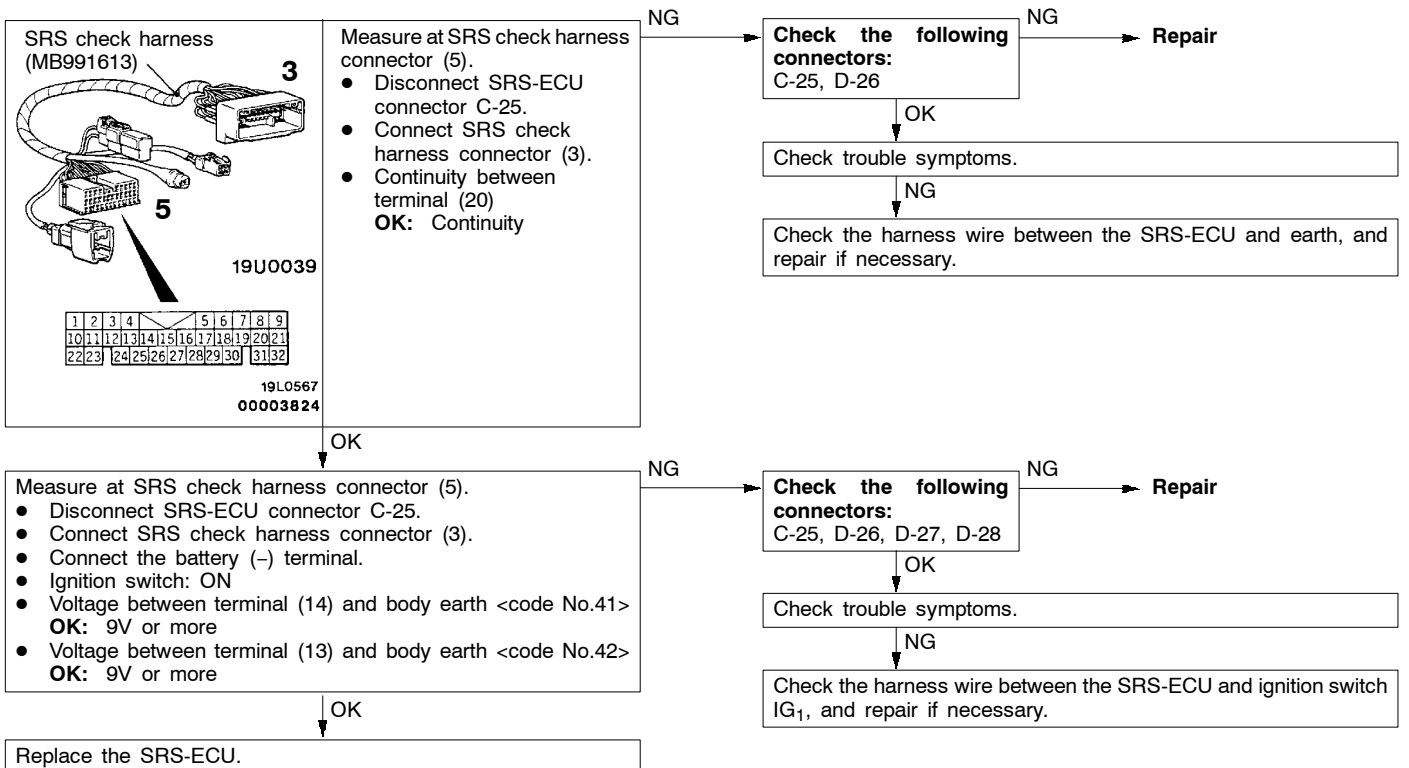 SRS check harness
(MB991613)
3
5
19U0039
1 2 3 4 5 6 7 8 9
10 11 12 13 14 15 16 17 18 19 20 21
22 23 24 25 26 27 28 29 30 31 32
19L0567
00003824
Measure at SRS check harness
connector (5).
● Disconnect SRS-ECU
connector C-25.
● Connect SRS check
harness connector (3).
● Continuity between
terminal (20)
OK: Continuity
NG
Check the following
connectors:
C-25, D-26
NG
Repair
OK
Check trouble symptoms.
NG
Check the harness wire between the SRS-ECU and earth, and
repair if necessary.
OK
Measure at SRS check harness connector (5).
● Disconnect SRS-ECU connector C-25.
● Connect SRS check harness connector (3).
● Connect the battery (–) terminal.
● Ignition switch: ON
● Voltage between terminal (14) and body earth <code No.41>
OK: 9V or more
● Voltage between terminal (13) and body earth <code No.42>
OK: 9V or more
NG
Check the following
connectors:
C-25, D-26, D-27, D-28
NG
Repair
OK
Check trouble symptoms.
NG
Check the harness wire between the SRS-ECU and ignition switch
IG1, and repair if necessary.
OK
Replace the SRS-ECU.